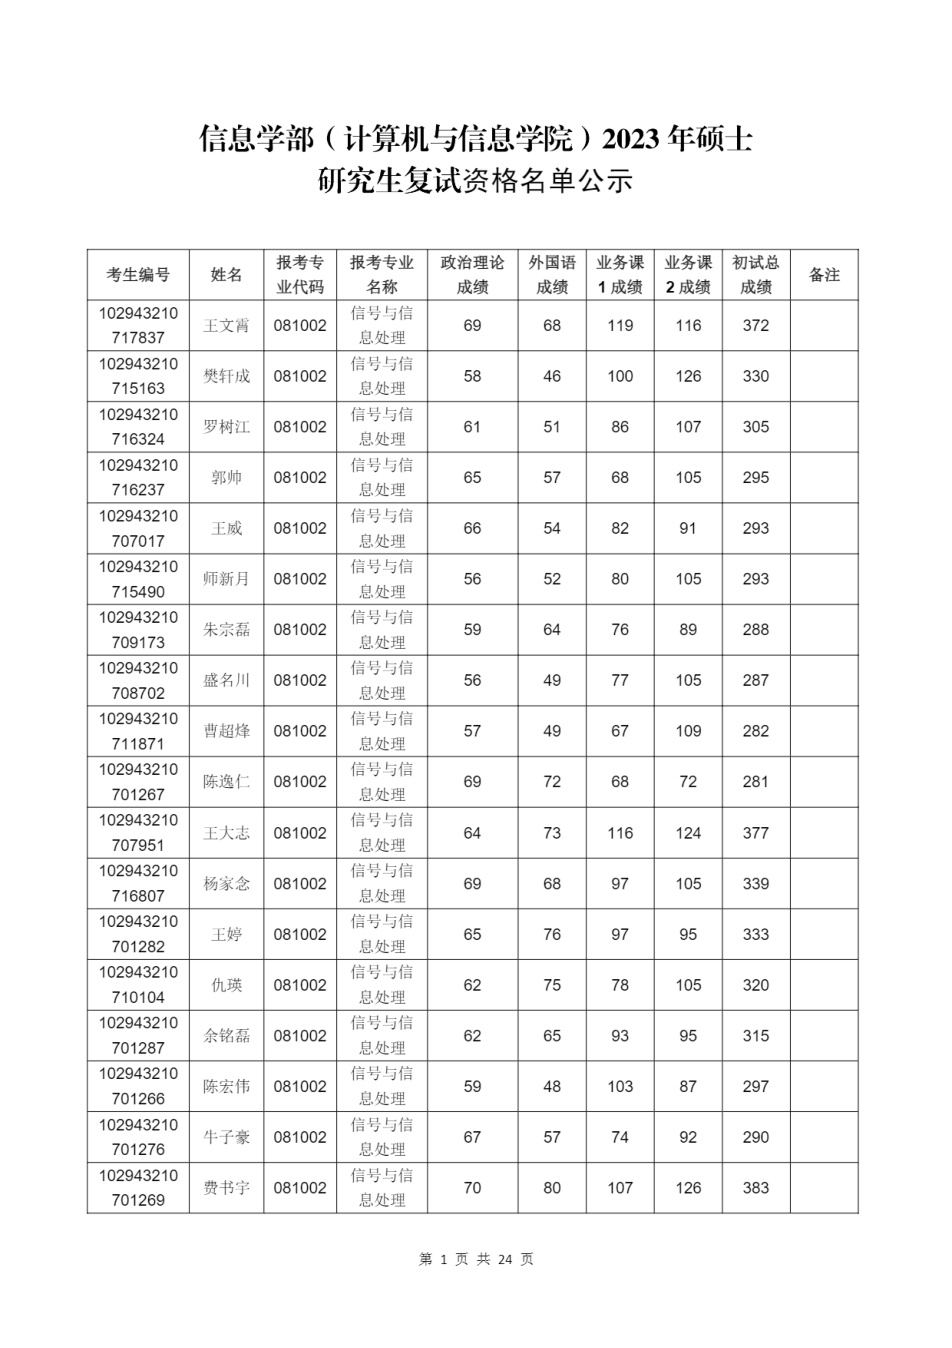 信息学部（计算机与信息学院）2023 年硕士
研究生复试资格名单公示
考生编号 姓名 报考专业代码 报考专业名称 政治理论成绩 外国语成绩 业务课1 成绩 业务课2 成绩 初试总成绩 备注
102943210717837 王文霄 081002 信号与信息处理 69 68 119 116 372
102943210715163 樊轩成 081002 信号与信息处理 58 46 100 126 330
102943210716324 罗树江 081002 信号与信息处理 61 51 86 107 305
102943210716237 郭帅 081002 信号与信息处理 65 57 68 105 295
102943210707017 王威 081002 信号与信息处理 66 54 82 91 293
102943210715490 师新月 081002 信号与信息处理 56 52 80 105 293
102943210709173 朱宗磊 081002 信号与信息处理 59 64 76 89 288
102943210708702 盛名川 081002 信号与信息处理 56 49 77 105 287
102943210711871 曹超烽 081002 信号与信息处理 57 49 67 109 282
102943210701267 陈逸仁 081002 信号与信息处理 69 72 68 72 281
102943210707951 王大志 081002 信号与信息处理 64 73 116 124 377
102943210716807 杨家念 081002 信号与信息处理 69 68 97 105 339
102943210701282 王婷 081002 信号与信息处理 65 76 97 95 333
102943210710104 仇瑛 081002 信号与信息处理 62 75 78 105 320
102943210701287 余铭磊 081002 信号与信息处理 62 65 93 95 315
102943210701266 陈宏伟 081002 信号与信息处理 59 48 103 87 297
102943210701276 牛子豪 081002 信号与信息处理 67 57 74 92 290
102943210701269 费书宇 081002 信号与信息处理 70 80 107 126 383
第 1 页 共 24 页